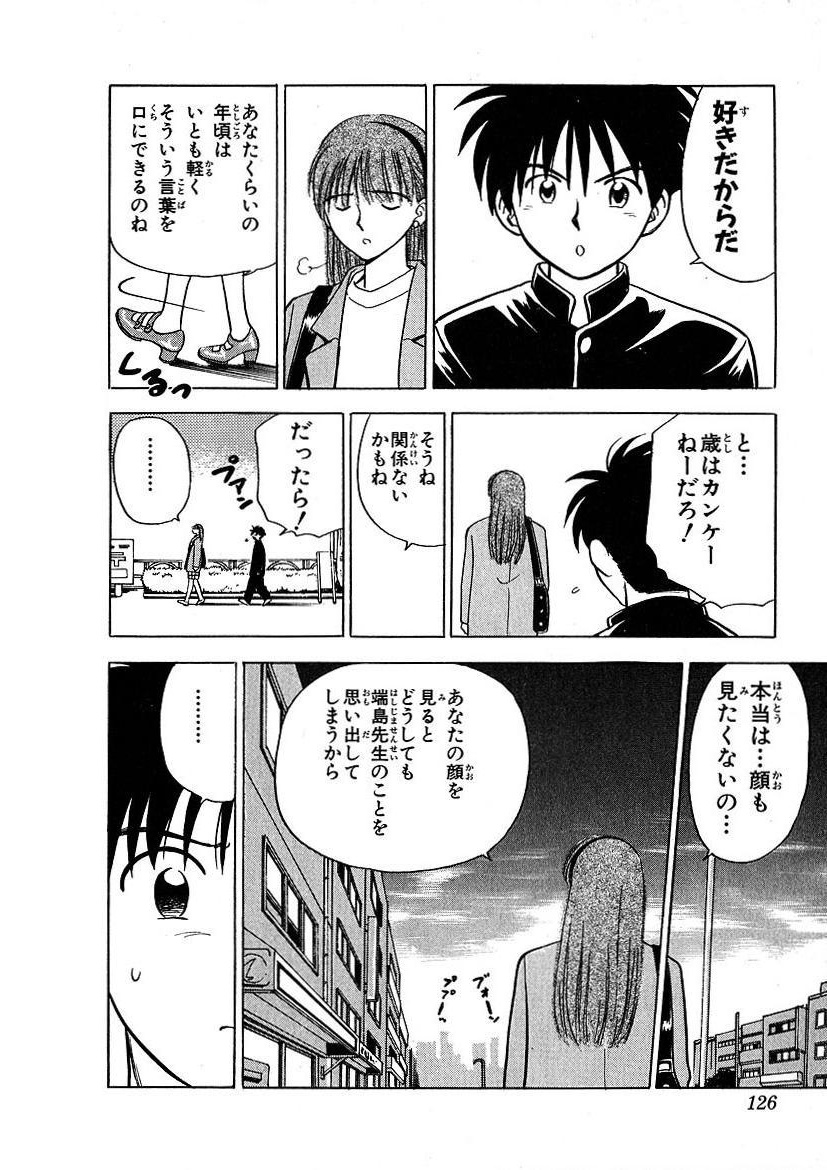 好きだからだ
あなたくらいの
年頃は
いとも軽く
そういう言葉を
口にできるのね
くるっ
と…
歳はカンケー
ねーだろ！
そうね
関係ない
かもね
だったら！
プァン
………
本当は…顔も
見たくないの…
あなたの顔を
見ると
どうしても
端島先生のことを
思い出して
しまうから
ブォーー
ププー
………
126